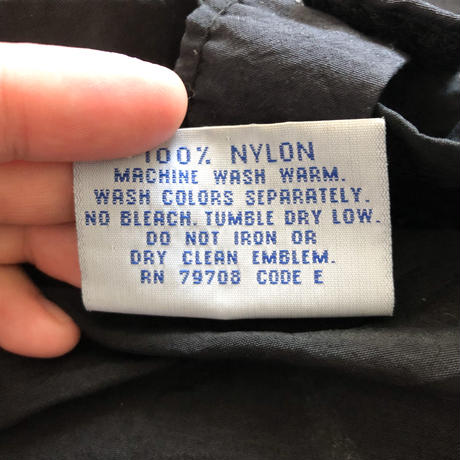 100% NYLON
MACHINE WASH WARM.
WASH COLORS SEPARATELY.
NO BLEACH. TUMBLE DRY LOW.
DO NOT IRON OR
DRY CLEAN EMBLEM.
RN 79708 CODE E